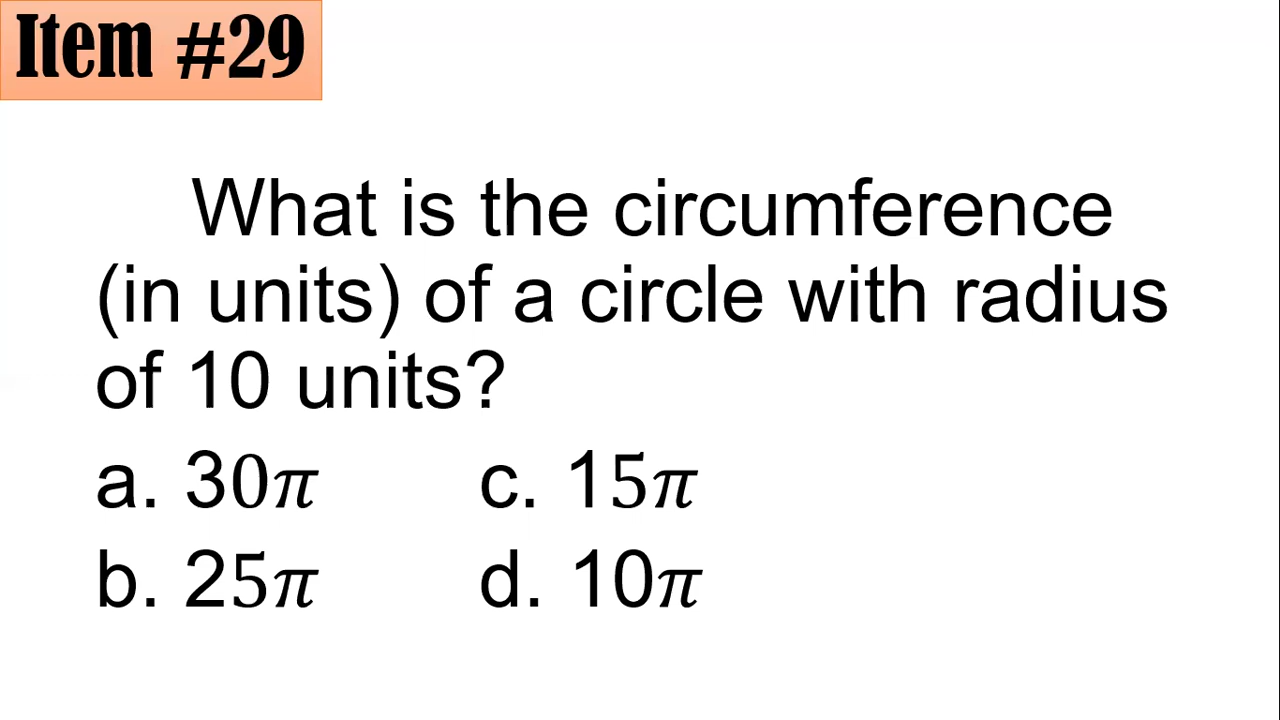 Item #29
What is the circumference
(in units) of a circle with radius
of 10 units?
a. 30𝜋 c. 15𝜋
b. 25𝜋 d. 10𝜋